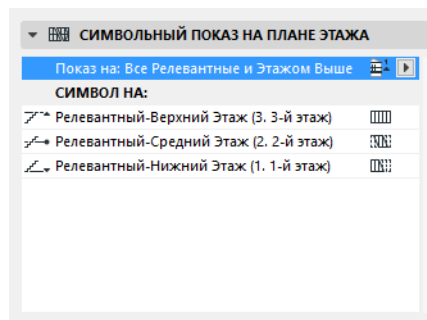 СИМВОЛЬНЫЙ ПОКАЗ НА ПЛАНЕ ЭТАЖА
Показ на: Все Релевантные и Этажом Выше
СИМВОЛ НА:
Релевантный-Верхний Этаж (3. 3-й этаж)
Релевантный-Средний Этаж (2. 2-й этаж)
Релевантный-Нижний Этаж (1. 1-й этаж)